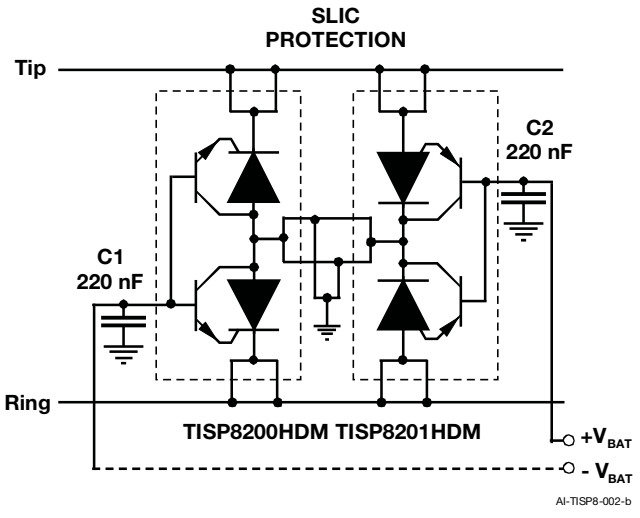 SLIC
PROTECTION
Tip
C2
220 nF
C1
220 nF
Ring
TISP8200HDM TISP8201HDM
+VBAT
- VBAT
AI-TISP8-002-b